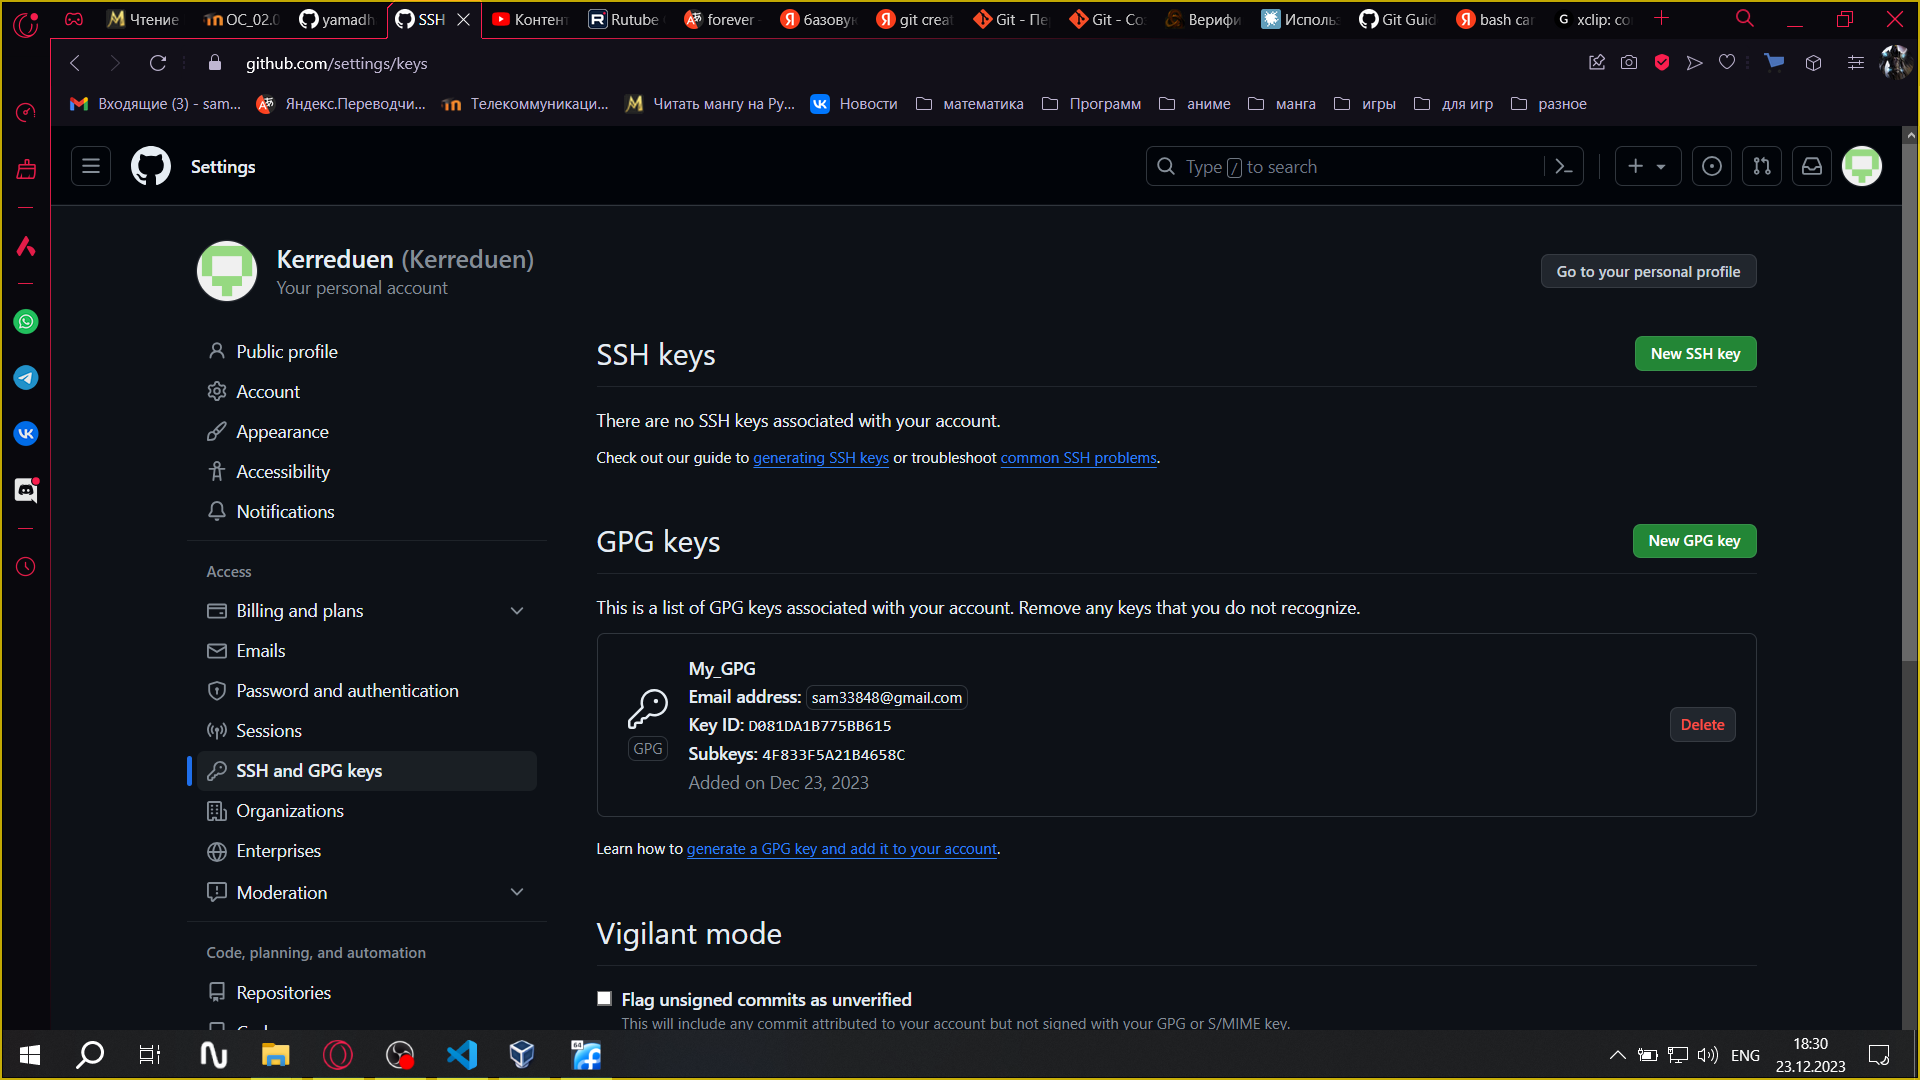 Чтение
ОС_02.0
yamadh
SSH
Контент
Rutube
forever
базовую
git creat
Git - Пе
Git - Со
Верифи
Исполь
Git Guid
bash car
xclip: co
github.com/settings/keys
Входящие (3) - sam...
Яндекс.Переводчи...
Телекоммуникаци...
Читать мангу на Ру...
Новости
математика
Программ
аниме
манга
игры
для игр
разное
Settings
Type / to search
Kerreduen (Kerreduen)
Your personal account
Go to your personal profile
Public profile
Account
Appearance
Accessibility
Notifications
Access
Billing and plans
Emails
Password and authentication
Sessions
SSH and GPG keys
Organizations
Enterprises
Moderation
Code, planning, and automation
Repositories
SSH keys
New SSH key
There are no SSH keys associated with your account.
Check out our guide to generating SSH keys or troubleshoot common SSH problems.
GPG keys
New GPG key
This is a list of GPG keys associated with your account. Remove any keys that you do not recognize.
GPG
My_GPG
Email address: sam33848@gmail.com
Key ID: D081DA1B775BB615
Subkeys: 4F833F5A21B4658C
Added on Dec 23, 2023
Delete
Learn how to generate a GPG key and add it to your account.
Vigilant mode
Flag unsigned commits as unverified
This will include any commit attributed to your account but not signed with your GPG or S/MIME key.
64
ENG
18:30
23.12.2023